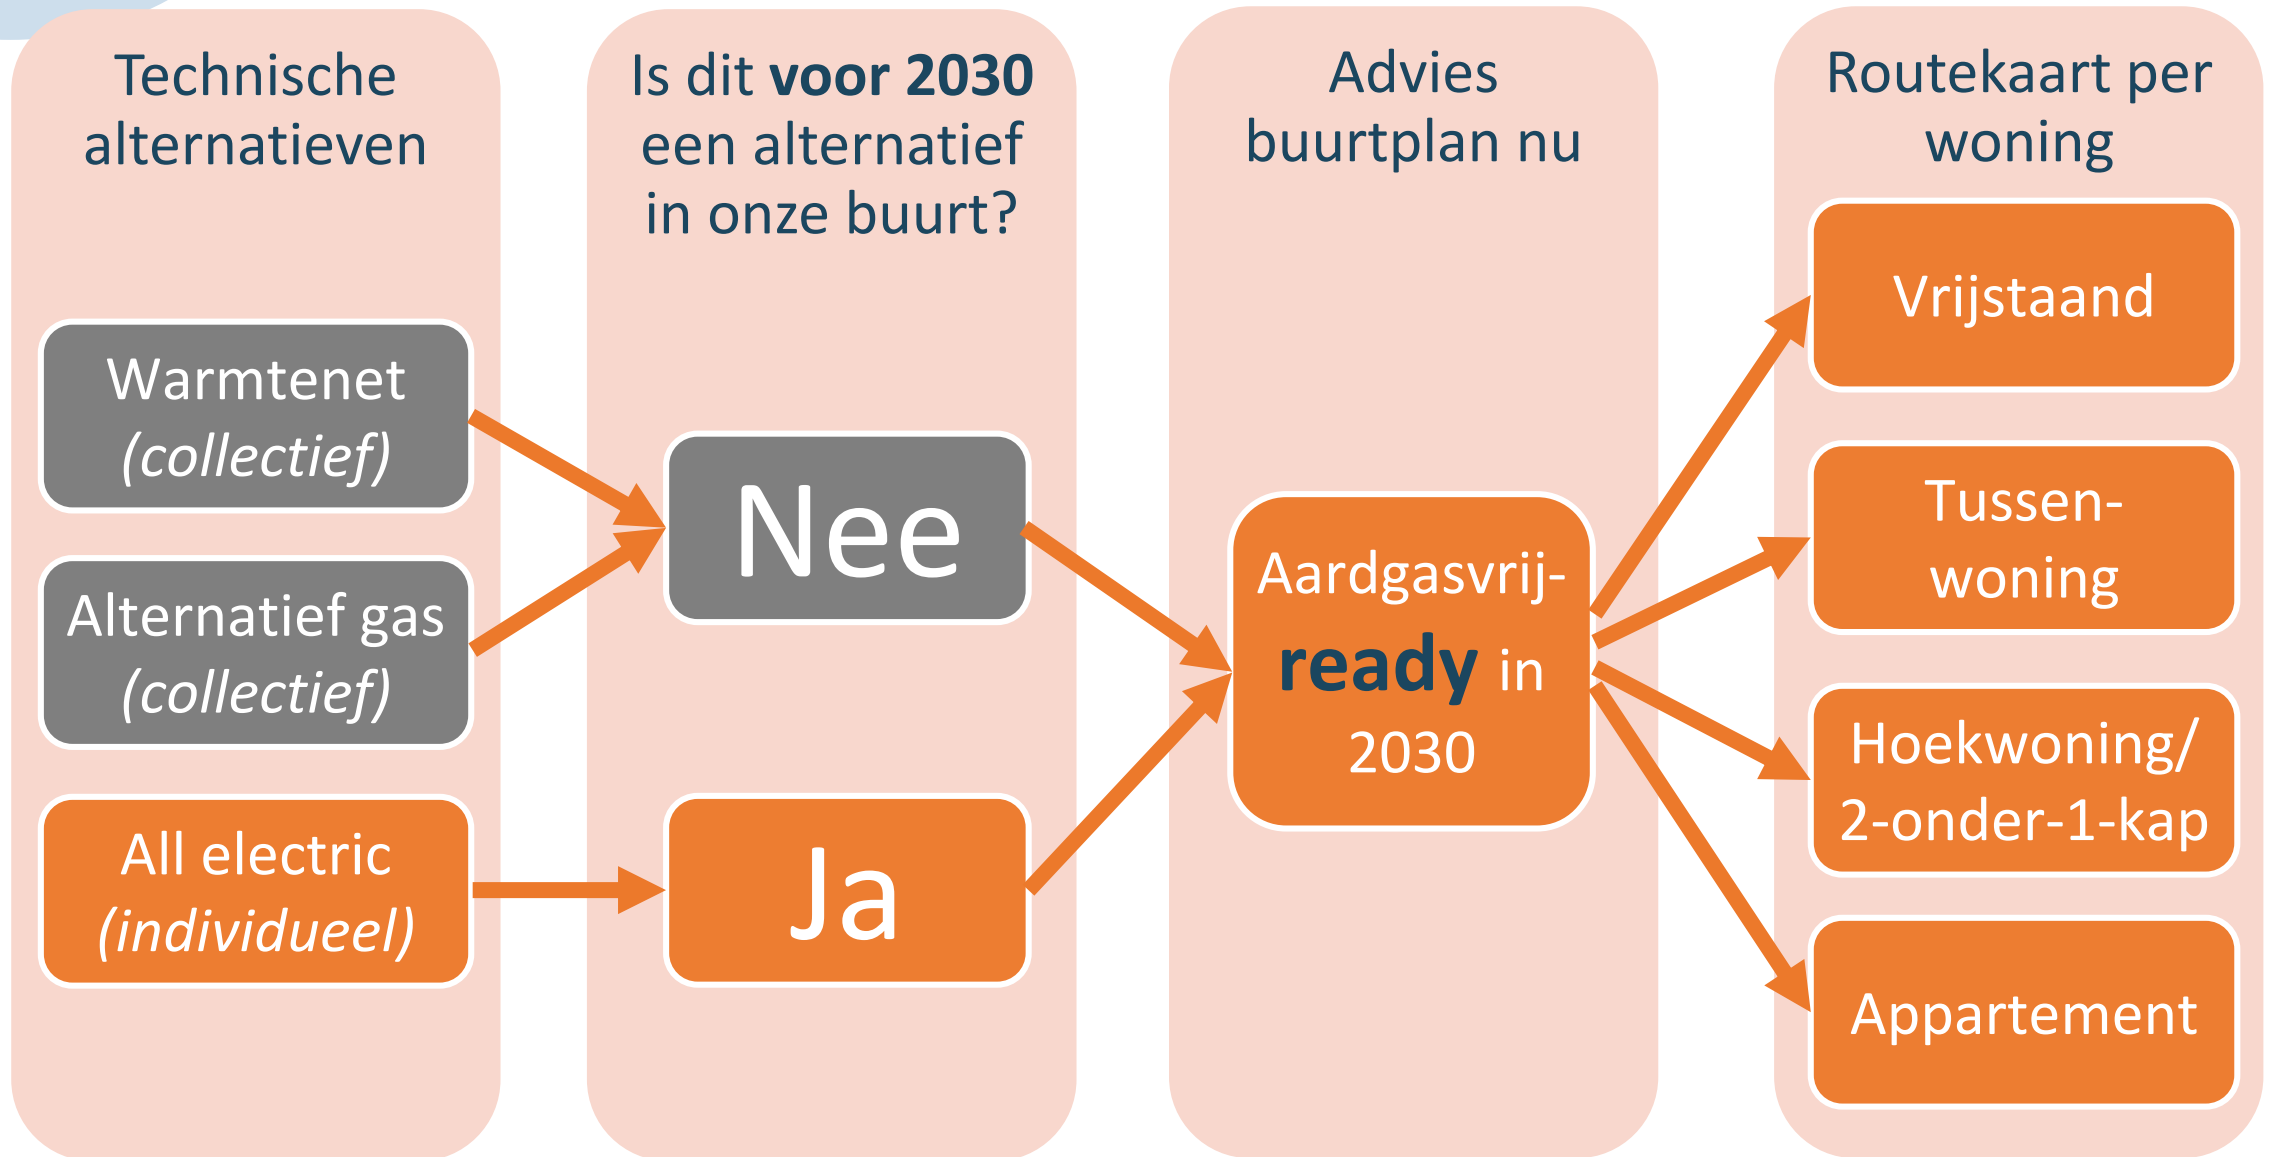 Technische
alternatieven
Warmtenet
(collectief)
Alternatief gas
(collectief)
All electric
(individueel)
Is dit voor 2030
een alternatief
in onze buurt?
Nee
Ja
Advies
buurtplan nu
Aardgasvrij-
ready in
2030
Routekaart per
woning
Vrijstaand
Tussen-
woning
Hoekwoning/
2-onder-1-kap
Appartement